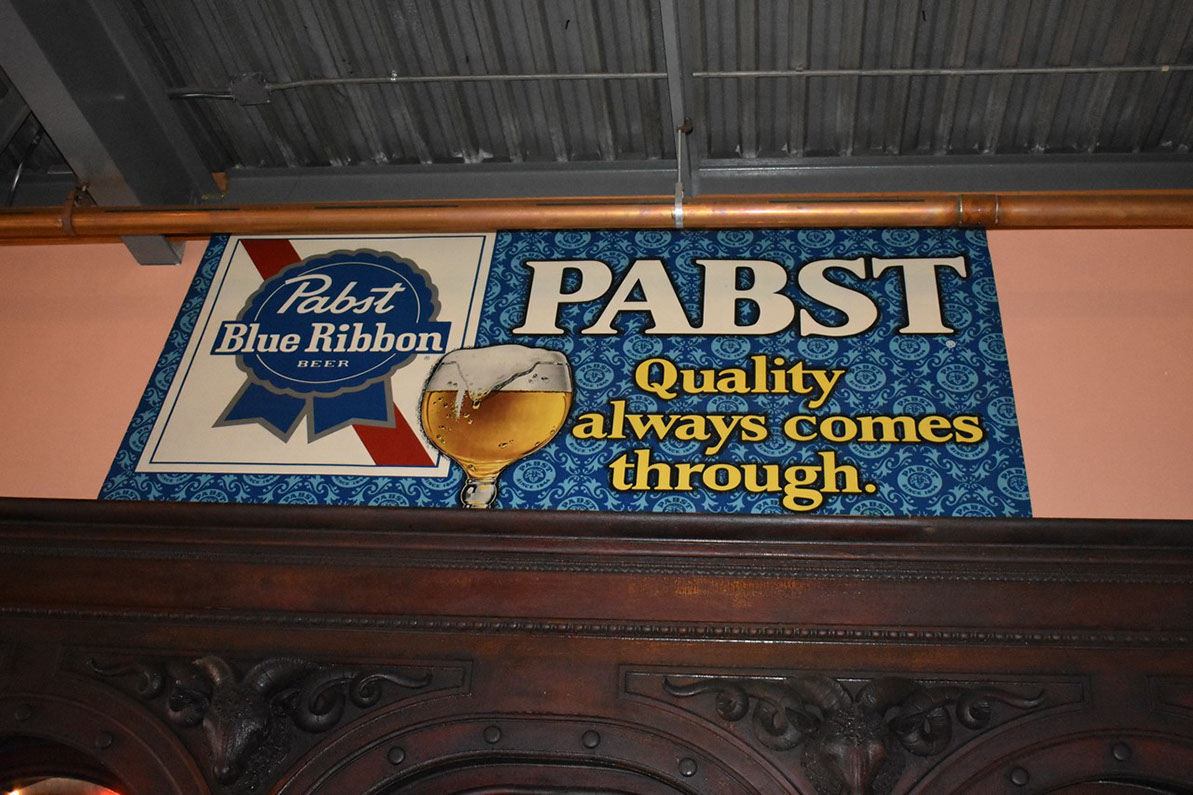 Pabst
Blue Ribbon®
BEER
PABST®
Quality
always comes
through.